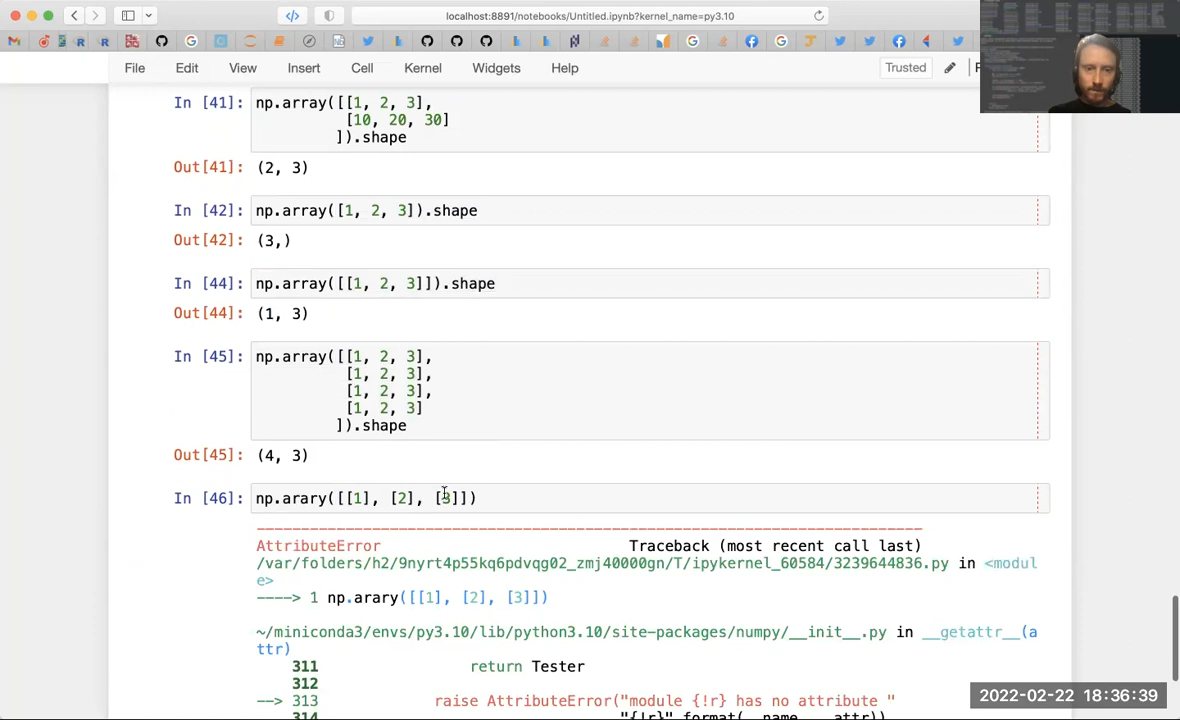 localhost:8891/notebooks/Untitled.ipynb?kernel_name=py3.10
File Edit View Insert Cell Kernel Widgets Help Trusted
In [41]: np.array([[1, 2, 3],
[10, 20, 30]
]).shape
Out[41]: (2, 3)
In [42]: np.array([1, 2, 3]).shape
Out[42]: (3,)
In [44]: np.array([[1, 2, 3]]).shape
Out[44]: (1, 3)
In [45]: np.array([[1, 2, 3],
[1, 2, 3],
[1, 2, 3],
[1, 2, 3]
]).shape
Out[45]: (4, 3)
In [46]: np.arary([[1], [2], [3]])
AttributeError Traceback (most recent call last)
/var/folders/h2/9nyrt4p55kq6pdvqg02_zmj40000gn/T/ipykernel_60584/3239644836.py in <modul
e>
----> 1 np.arary([[1], [2], [3]])
~/miniconda3/envs/py3.10/lib/python3.10/site-packages/numpy/__init__.py in __getattr__(a
ttr)
311 return Tester
312
--> 313 raise AttributeError("module {!r} has no attribute "
314 "{!r}".format(__name__, attr))
2022-02-22 18:36:39